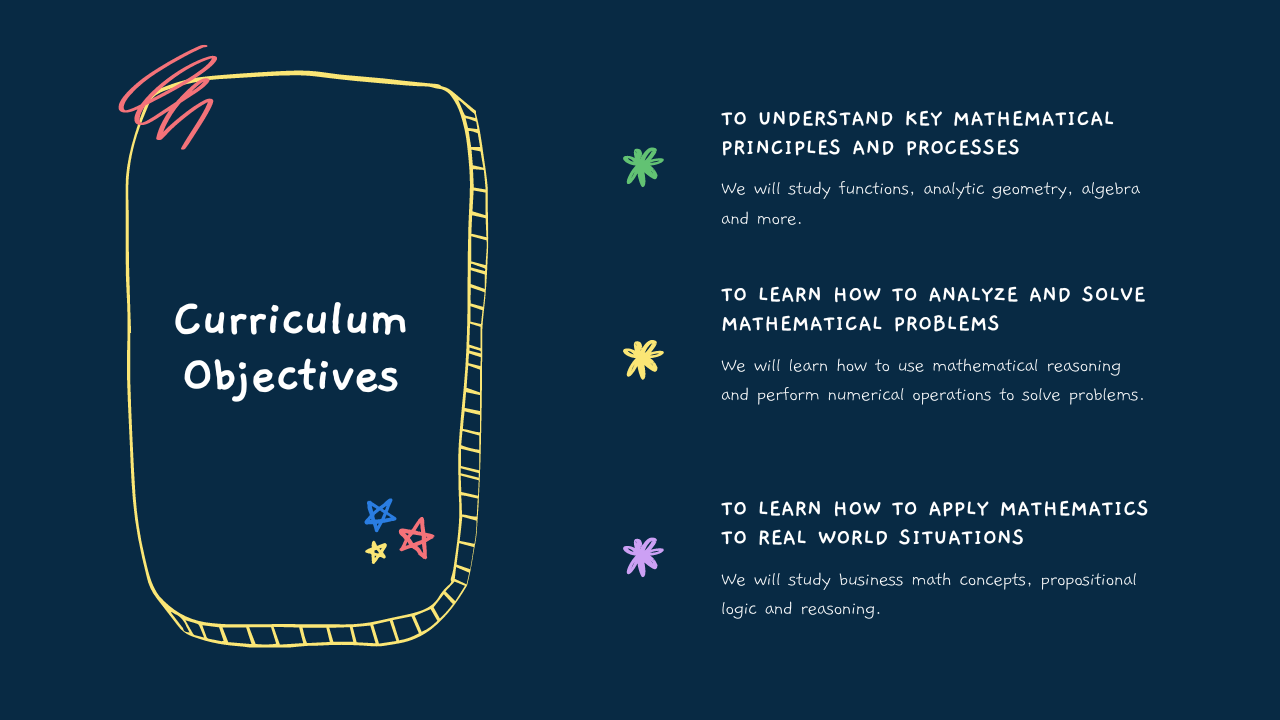 Curriculum
Objectives
TO UNDERSTAND KEY MATHEMATICAL
PRINCIPLES AND PROCESSES
We will study functions, analytic geometry, algebra
and more.
TO LEARN HOW TO ANALYZE AND SOLVE
MATHEMATICAL PROBLEMS
We will learn how to use mathematical reasoning
and perform numerical operations to solve problems.
TO LEARN HOW TO APPLY MATHEMATICS
TO REAL WORLD SITUATIONS
We will study business math concepts, propositional
logic and reasoning.